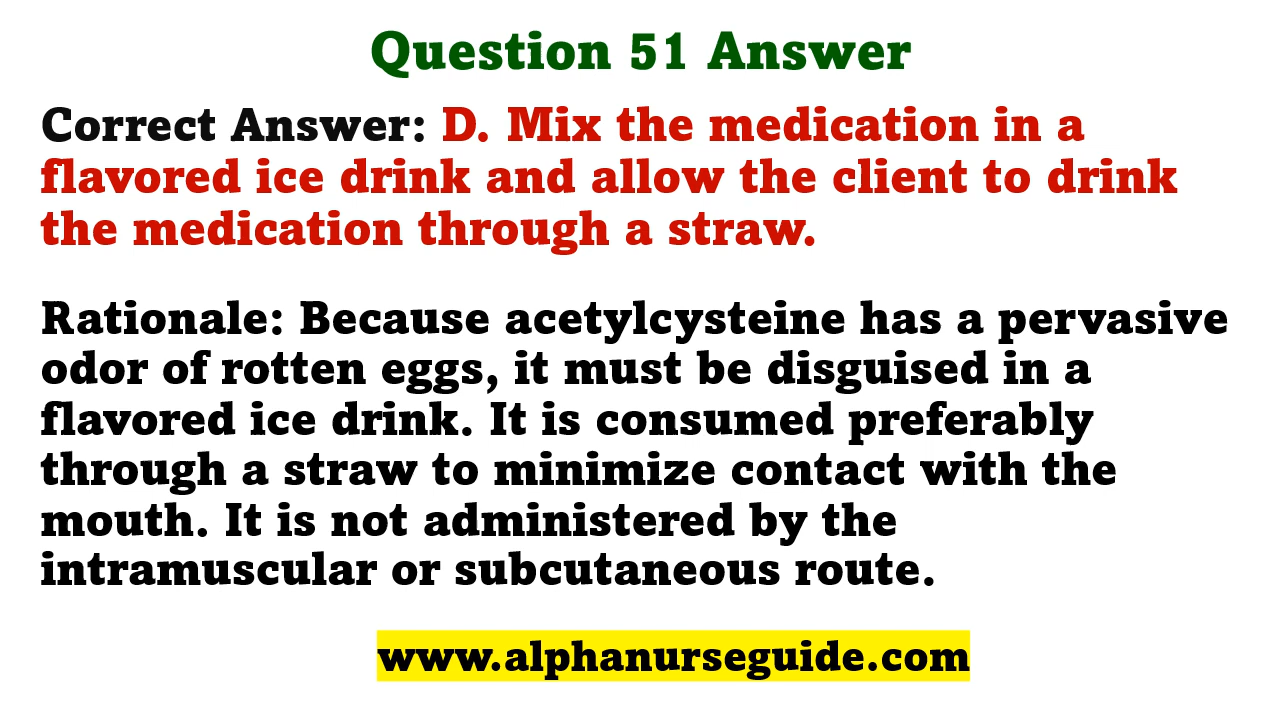 Question 51 Answer
Correct Answer: D. Mix the medication in a
flavored ice drink and allow the client to drink
the medication through a straw.
Rationale: Because acetylcysteine has a pervasive
odor of rotten eggs, it must be disguised in a
flavored ice drink. It is consumed preferably
through a straw to minimize contact with the
mouth. It is not administered by the
intramuscular or subcutaneous route.
www.alphanurseguide.com